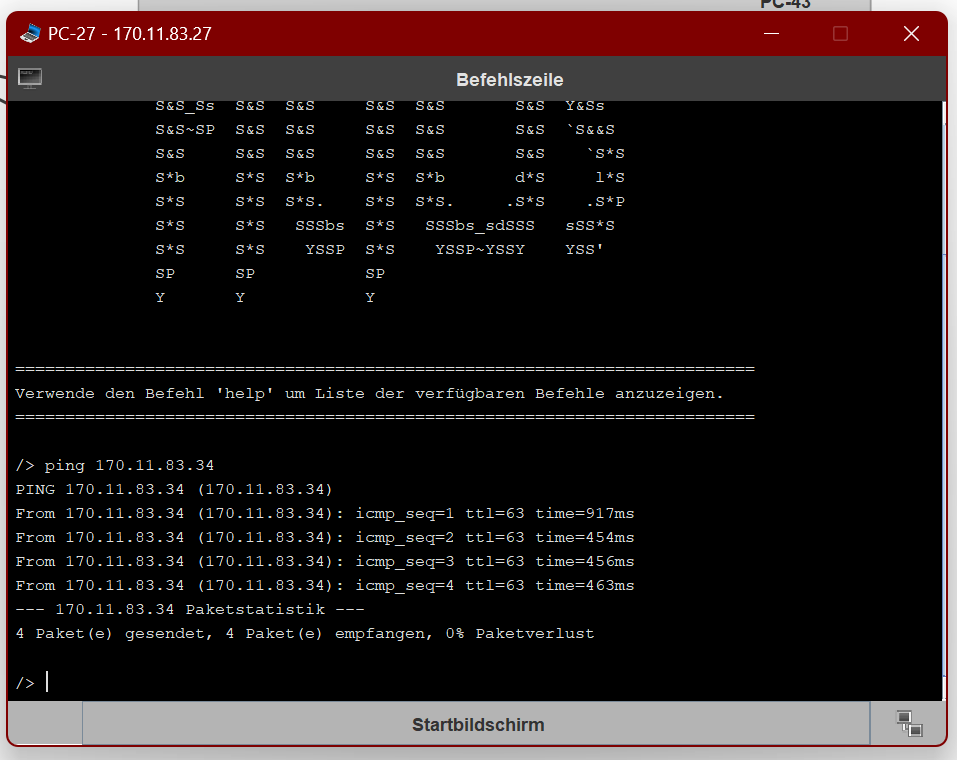 PC-43
PC-27 - 170.11.83.27
Befehlszeile
S&S_Ss  S&S  S&S     S&S  S&S       S&S  Y&Ss
S&S~SP  S&S  S&S     S&S  S&S       S&S  `S&&S
S&S     S&S  S&S     S&S  S&S       S&S    `S*S
S*b     S*S  S*b     S*S  S*b       d*S     l*S
S*S     S*S  S*S.    S*S  S*S.     .S*S    .S*P
S*S     S*S   SSSbs  S*S   SSSbs_sdSSS   sSS*S
S*S     S*S    YSSP  S*S    YSSP~YSSY    YSS'
SP      SP           SP
Y       Y            Y
==========================================================================
Verwende den Befehl 'help' um Liste der verfügbaren Befehle anzuzeigen.
==========================================================================
/> ping 170.11.83.34
PING 170.11.83.34 (170.11.83.34)
From 170.11.83.34 (170.11.83.34): icmp_seq=1 ttl=63 time=917ms
From 170.11.83.34 (170.11.83.34): icmp_seq=2 ttl=63 time=454ms
From 170.11.83.34 (170.11.83.34): icmp_seq=3 ttl=63 time=456ms
From 170.11.83.34 (170.11.83.34): icmp_seq=4 ttl=63 time=463ms
--- 170.11.83.34 Paketstatistik ---
4 Paket(e) gesendet, 4 Paket(e) empfangen, 0% Paketverlust
/>
Startbildschirm